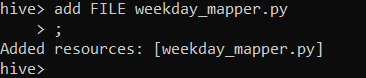 hive> add FILE weekday_mapper.py
    > ;
Added resources: [weekday_mapper.py]
hive>